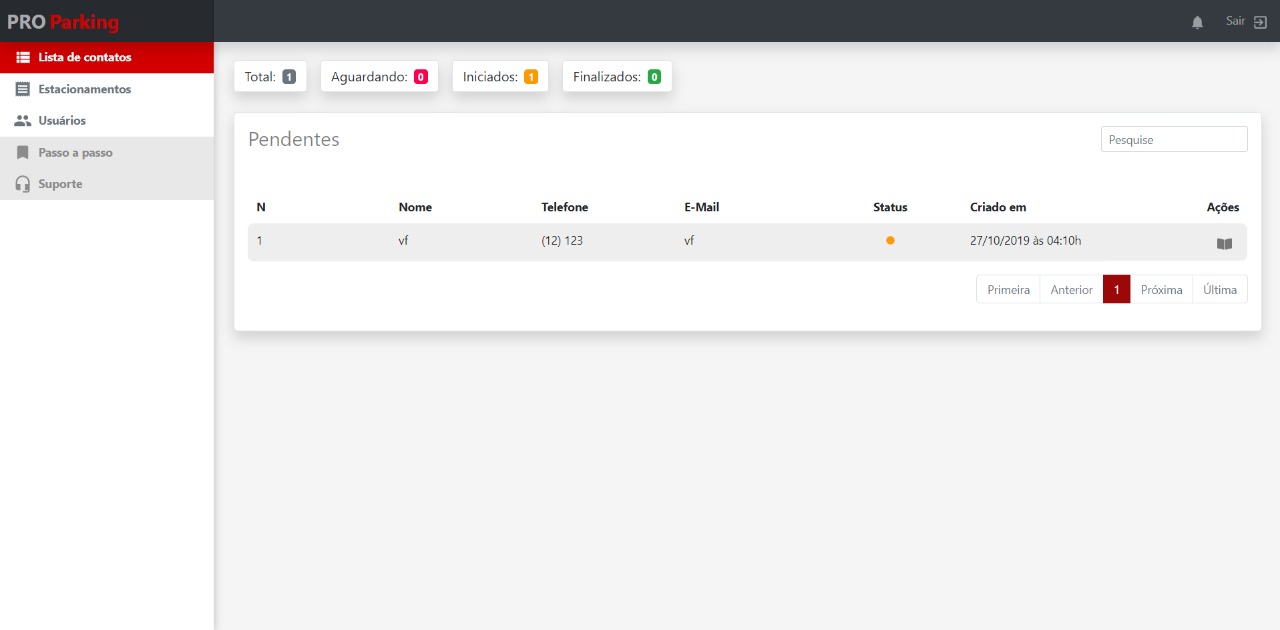 PRO Parking
Sair
Lista de contatos
Estacionamentos
Usuários
Passo a passo
Suporte
Total: 1
Aguardando: 0
Iniciados: 1
Finalizados: 0
Pendentes
Pesquise
N Nome Telefone E-Mail Status Criado em Ações
1 vf (12) 123 vf 27/10/2019 às 04:10h
Primeira Anterior 1 Próxima Última